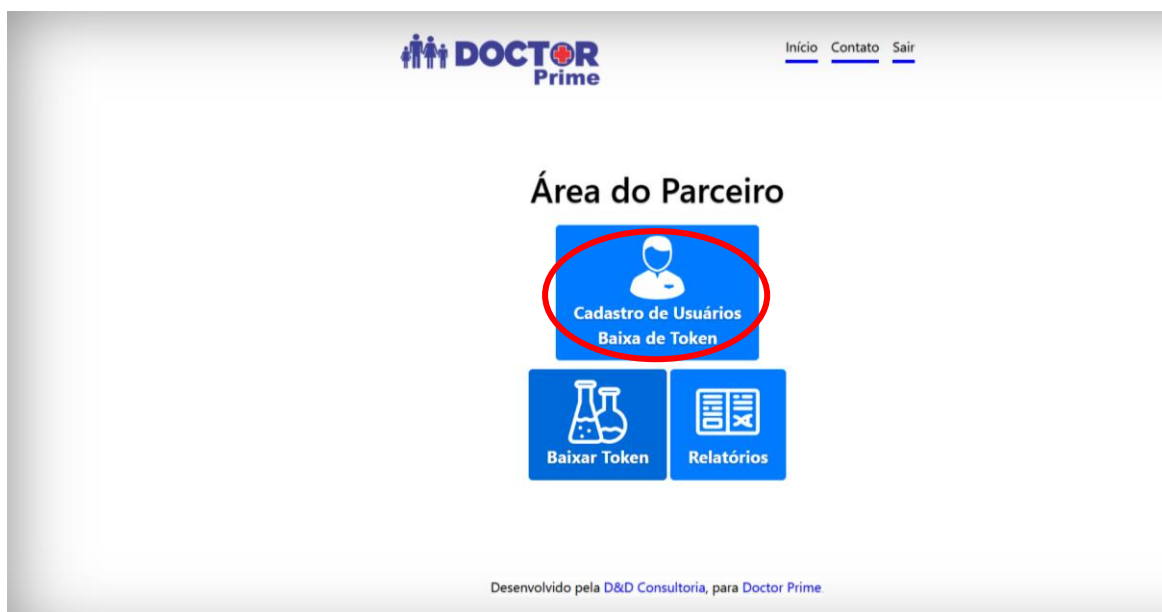 DOCTOR
Prime
Início Contato Sair
Área do Parceiro
Cadastro de Usuários
Baixa de Token
Baixar Token
Relatórios
Desenvolvido pela D&D Consultoria, para Doctor Prime